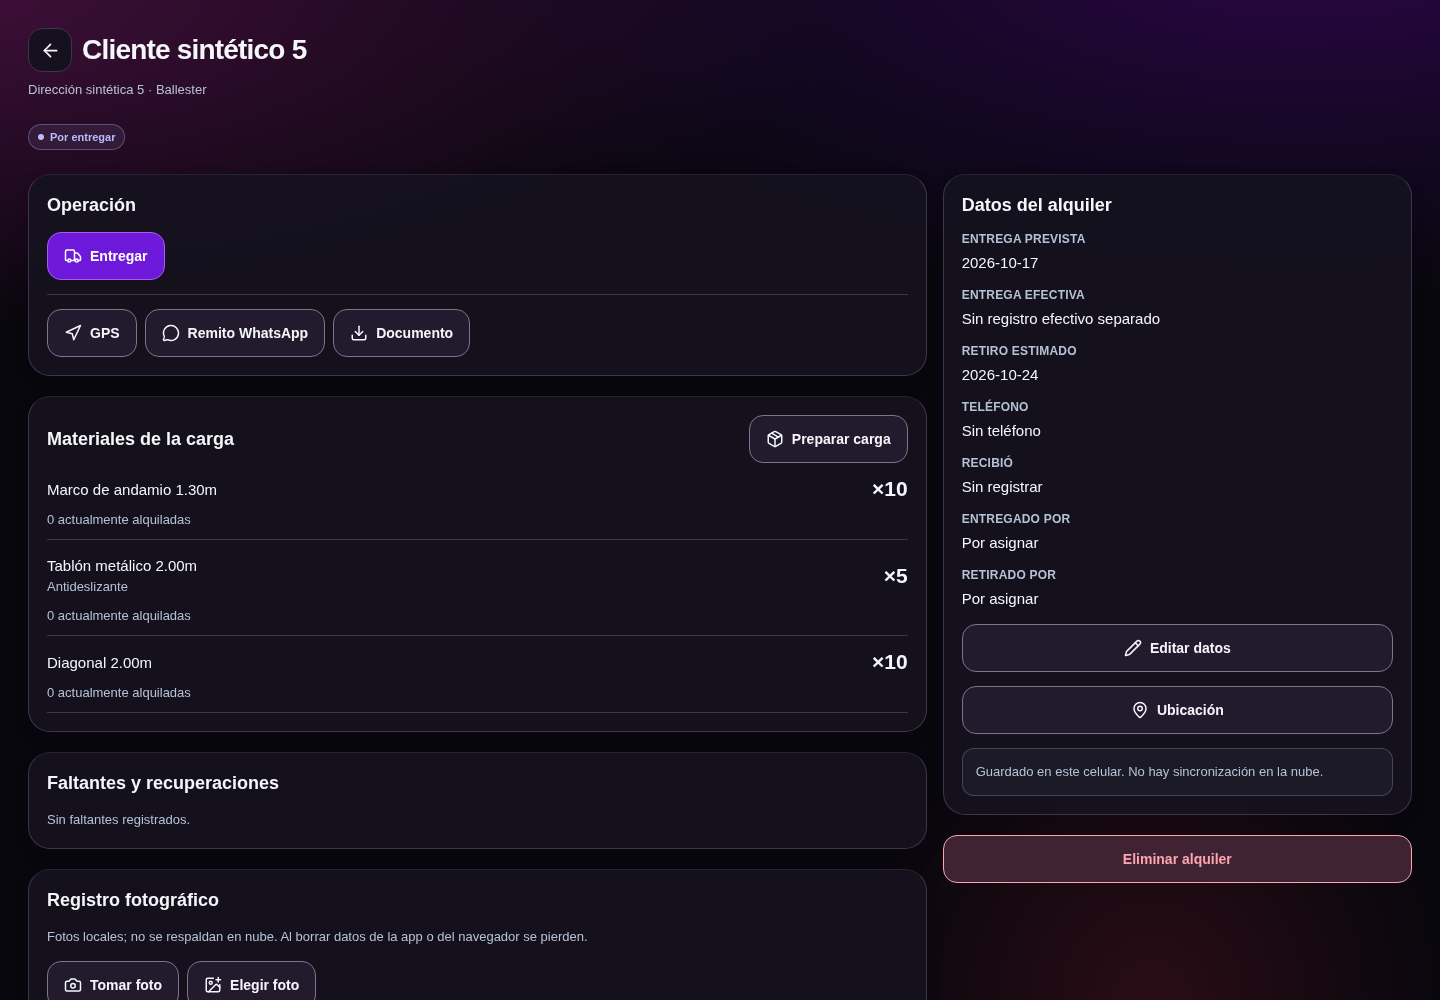 Cliente sintético 5
Dirección sintética 5 · Ballester
Por entregar
Operación
Entregar
GPS
Remito WhatsApp
Documento
Materiales de la carga
Preparar carga
Marco de andamio 1.30m
×10
0 actualmente alquiladas
Tablón metálico 2.00m
Antideslizante
×5
0 actualmente alquiladas
Diagonal 2.00m
×10
0 actualmente alquiladas
Faltantes y recuperaciones
Sin faltantes registrados.
Registro fotográfico
Fotos locales; no se respaldan en nube. Al borrar datos de la app o del navegador se pierden.
Tomar foto
Elegir foto
Datos del alquiler
ENTREGA PREVISTA
2026-10-17
ENTREGA EFECTIVA
Sin registro efectivo separado
RETIRO ESTIMADO
2026-10-24
TELÉFONO
Sin teléfono
RECIBIÓ
Sin registrar
ENTREGADO POR
Por asignar
RETIRADO POR
Por asignar
Editar datos
Ubicación
Guardado en este celular. No hay sincronización en la nube.
Eliminar alquiler